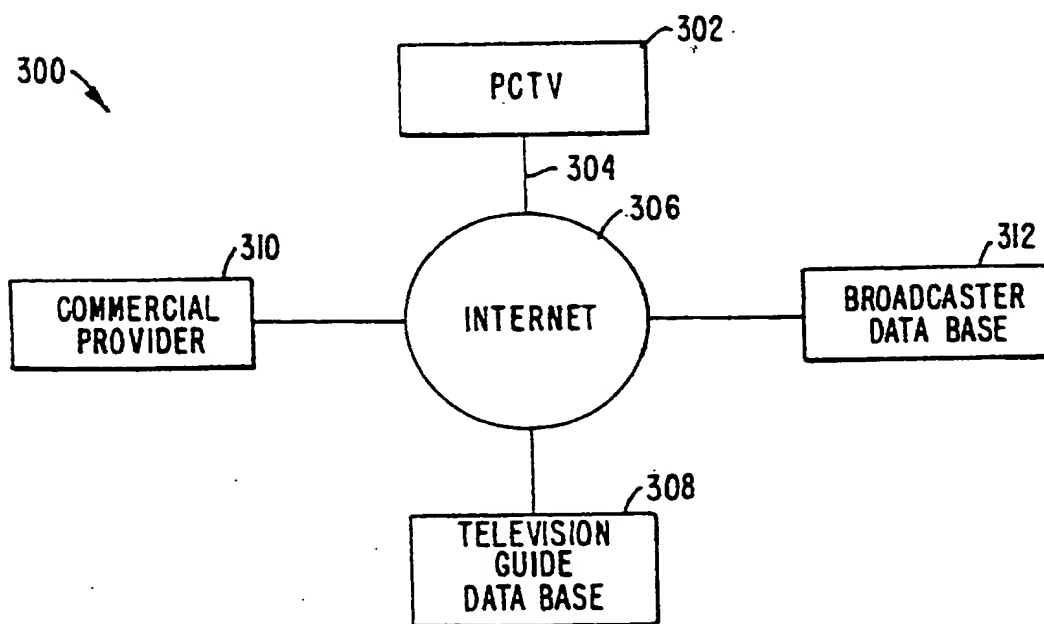 302
300
PCTV
304
306
310
312
COMMERCIAL
PROVIDER
INTERNET
BROADCASTER
DATA BASE
308
TELEVISION
GUIDE
DATA BASE